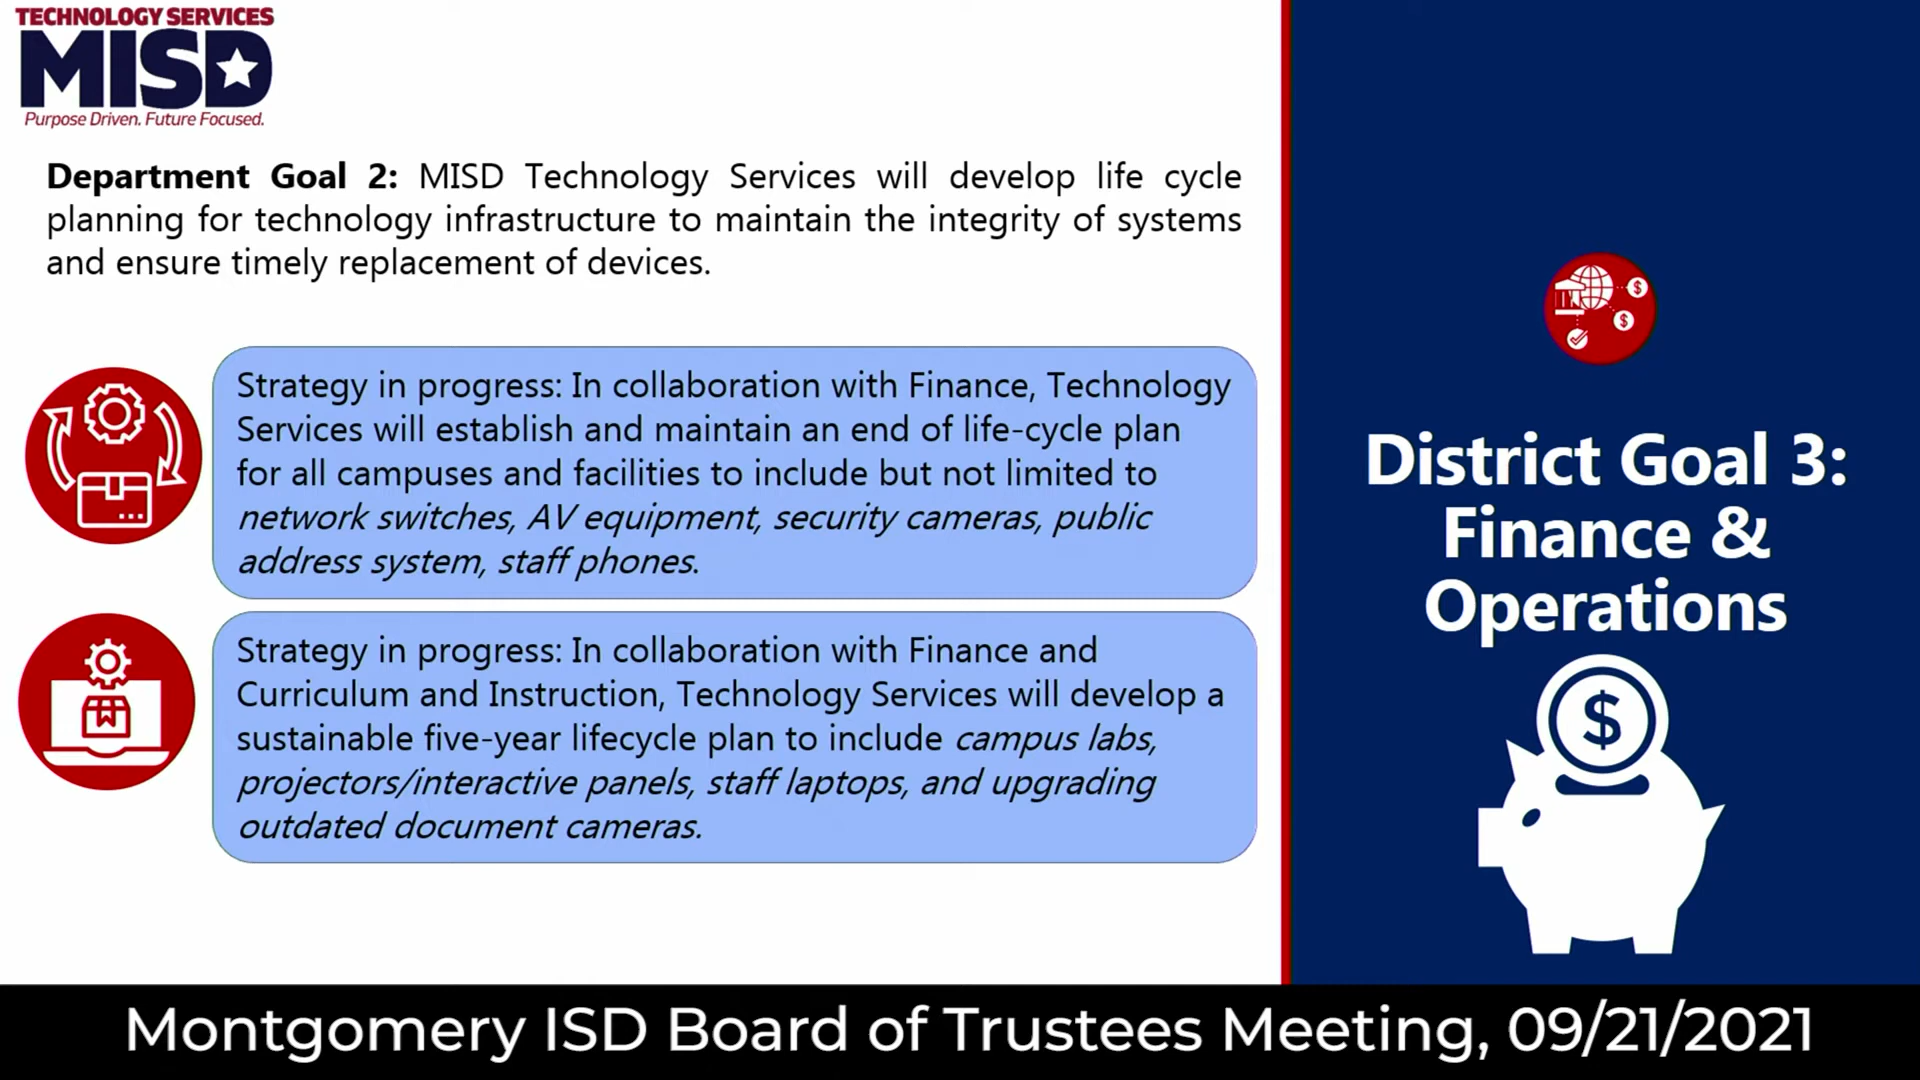 TECHNOLOGY SERVICES
MISD
Purpose Driven. Future Focused.
Department Goal 2: MISD Technology Services will develop life cycle
planning for technology infrastructure to maintain the integrity of systems
and ensure timely replacement of devices.
Strategy in progress: In collaboration with Finance, Technology
Services will establish and maintain an end of life-cycle plan
for all campuses and facilities to include but not limited to
network switches, AV equipment, security cameras, public
address system, staff phones.
Strategy in progress: In collaboration with Finance and
Curriculum and Instruction, Technology Services will develop a
sustainable five-year lifecycle plan to include campus labs,
projectors/interactive panels, staff laptops, and upgrading
outdated document cameras.
$
$
District Goal 3:
Finance &
Operations
$
Montgomery ISD Board of Trustees Meeting, 09/21/2021